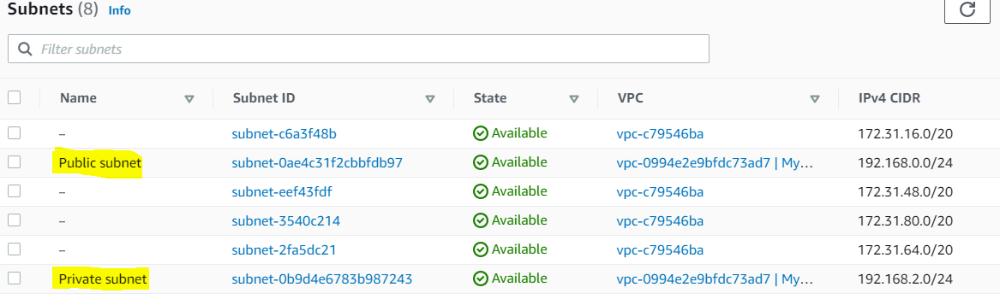 Subnets (8) Info
Filter subnets
Name Subnet ID State VPC IPv4 CIDR
– subnet-c6a3f48b Available vpc-c79546ba 172.31.16.0/20
Public subnet subnet-0ae4c31f2cbbfdb97 Available vpc-0994e2e9bfdc73ad7 | My… 192.168.0.0/24
– subnet-eef43fdf Available vpc-c79546ba 172.31.48.0/20
– subnet-3540c214 Available vpc-c79546ba 172.31.80.0/20
– subnet-2fa5dc21 Available vpc-c79546ba 172.31.64.0/20
Private subnet subnet-0b9d4e6783b987243 Available vpc-0994e2e9bfdc73ad7 | My… 192.168.2.0/24